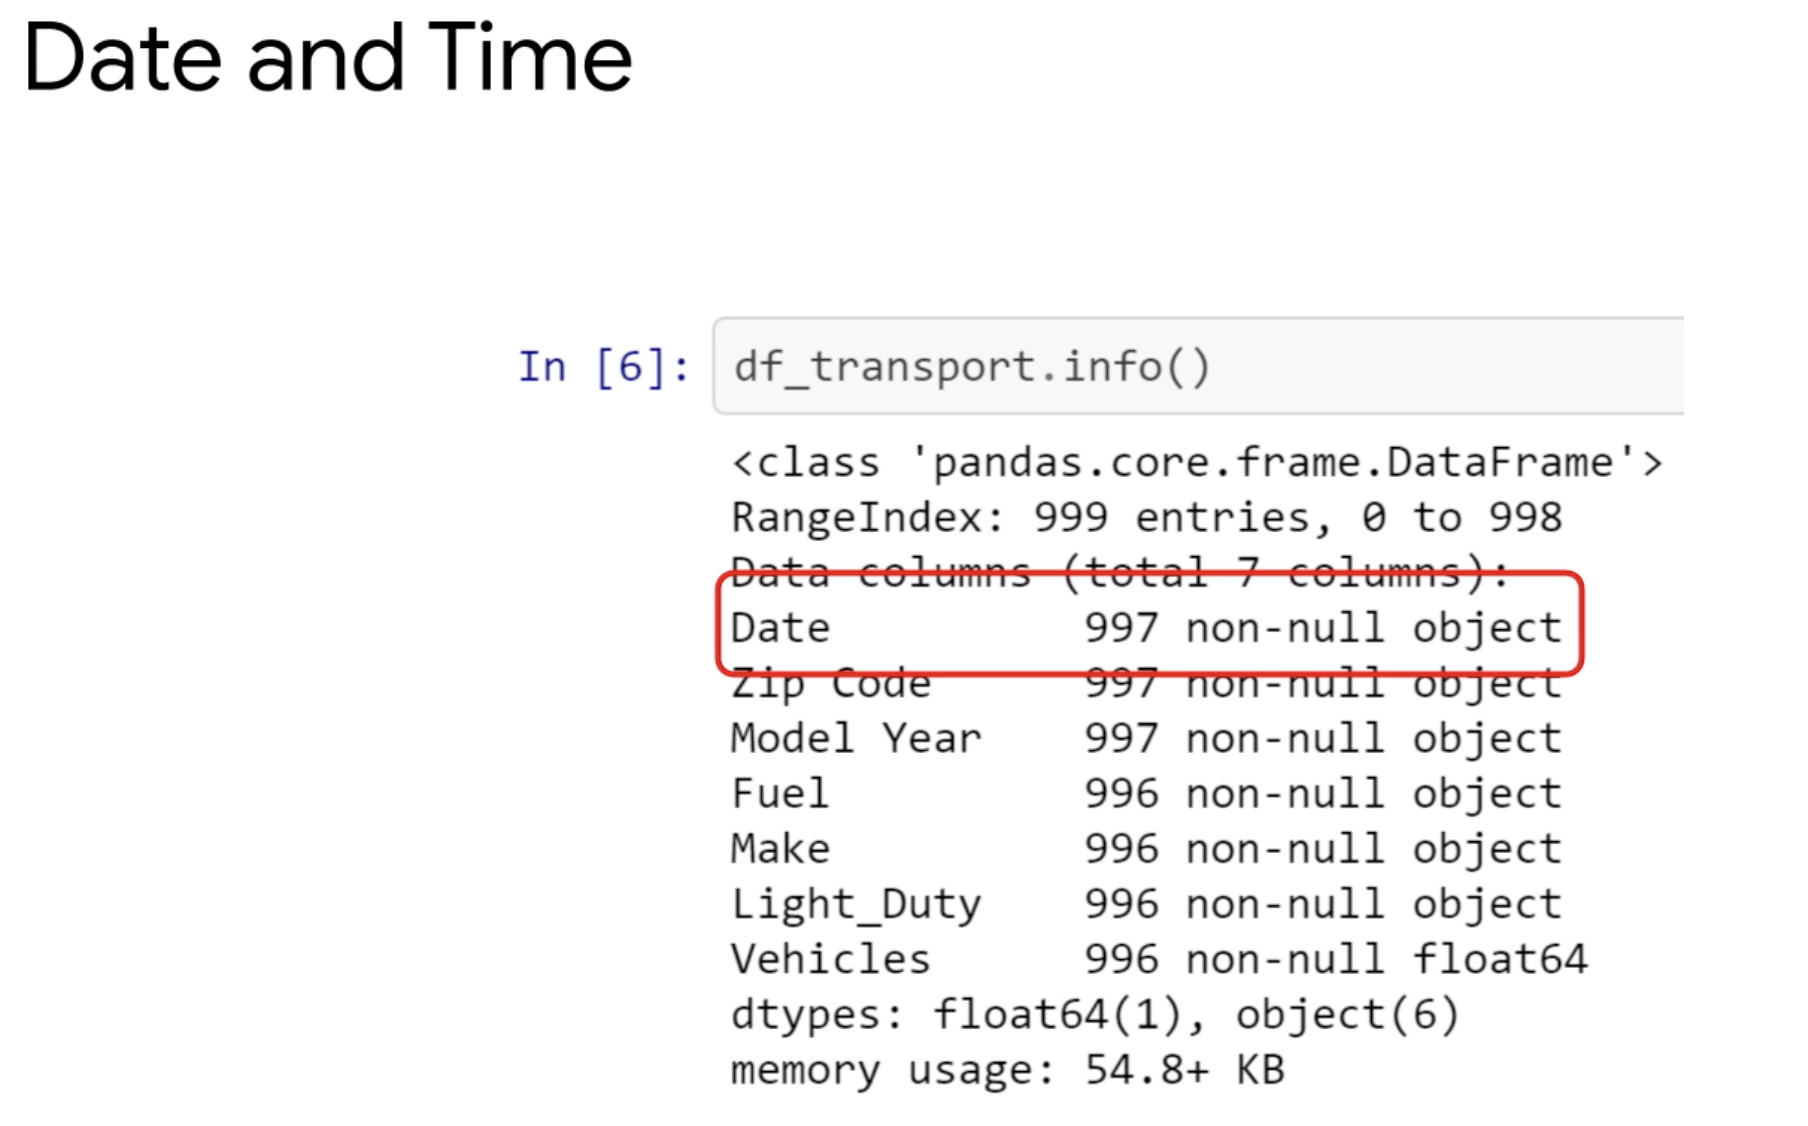 Date and Time
In [6]: df_transport.info()
<class 'pandas.core.frame.DataFrame'>
RangeIndex: 999 entries, 0 to 998
Data columns (total 7 columns):
Date 997 non-null object
Zip Code 997 non-null object
Model Year 997 non-null object
Fuel 996 non-null object
Make 996 non-null object
Light_Duty 996 non-null object
Vehicles 996 non-null float64
dtypes: float64(1), object(6)
memory usage: 54.8+ KB